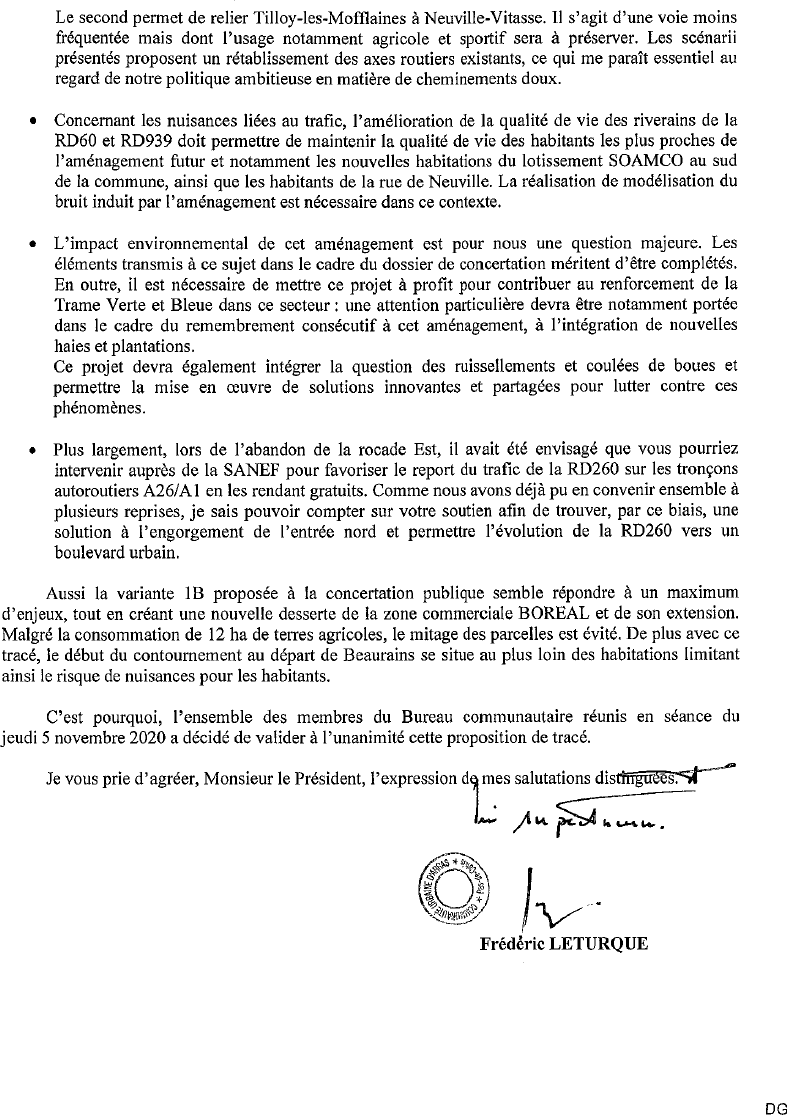 Le second permet de relier Tilloy-les-Mofflaines à Neuville-Vitasse. Il s'agit d'une voie moins
fréquentée mais dont l'usage notamment agricole et sportif sera à préserver. Les scénarii
présentés proposent un rétablissement des axes routiers existants, ce qui me paraît essentiel au
regard de notre politique ambitieuse en matière de cheminements doux.
• Concernant les nuisances liées au trafic, l'amélioration de la qualité de vie des riverains de la
RD60 et RD939 doit permettre de maintenir la qualité de vie des habitants les plus proches de
l'aménagement futur et notamment les nouvelles habitations du lotissement SOAMCO au sud
de la commune, ainsi que les habitants de la rue de Neuville. La réalisation de modélisation du
bruit induit par l'aménagement est nécessaire dans ce contexte.
• L'impact environnemental de cet aménagement est pour nous une question majeure. Les
éléments transmis à ce sujet dans le cadre du dossier de concertation méritent d'être complétés.
En outre, il est nécessaire de mettre ce projet à profit pour contribuer au renforcement de la
Trame Verte et Bleue dans ce secteur : une attention particulière devra être notamment portée
dans le cadre du remembrement consécutif à cet aménagement, à l'intégration de nouvelles
haies et plantations.
Ce projet devra également intégrer la question des ruissellements et coulées de boues et
permettre la mise en œuvre de solutions innovantes et partagées pour lutter contre ces
phénomènes.
• Plus largement, lors de l'abandon de la rocade Est, il avait été envisagé que vous pourriez
intervenir auprès de la SANEF pour favoriser le report du trafic de la RD260 sur les tronçons
autoroutiers A26/A1 en les rendant gratuits. Comme nous avons déjà pu en convenir ensemble à
plusieurs reprises, je sais pouvoir compter sur votre soutien afin de trouver, par ce biais, une
solution à l'engorgement de l'entrée nord et permettre l'évolution de la RD260 vers un
boulevard urbain.
Aussi la variante 1B proposée à la concertation publique semble répondre à un maximum
d'enjeux, tout en créant une nouvelle desserte de la zone commerciale BOREAL et de son extension.
Malgré la consommation de 12 ha de terres agricoles, le mitage des parcelles est évité. De plus avec ce
tracé, le début du contournement au départ de Beaurains se situe au plus loin des habitations limitant
ainsi le risque de nuisances pour les habitants.
C'est pourquoi, l'ensemble des membres du Bureau communautaire réunis en séance du
jeudi 5 novembre 2020 a décidé de valider à l'unanimité cette proposition de tracé.
Je vous prie d'agréer, Monsieur le Président, l'expression de mes salutations distinguées.
COMMUNAUTÉ URBAINE D'ARRAS
Frédéric LETURQUE
DG